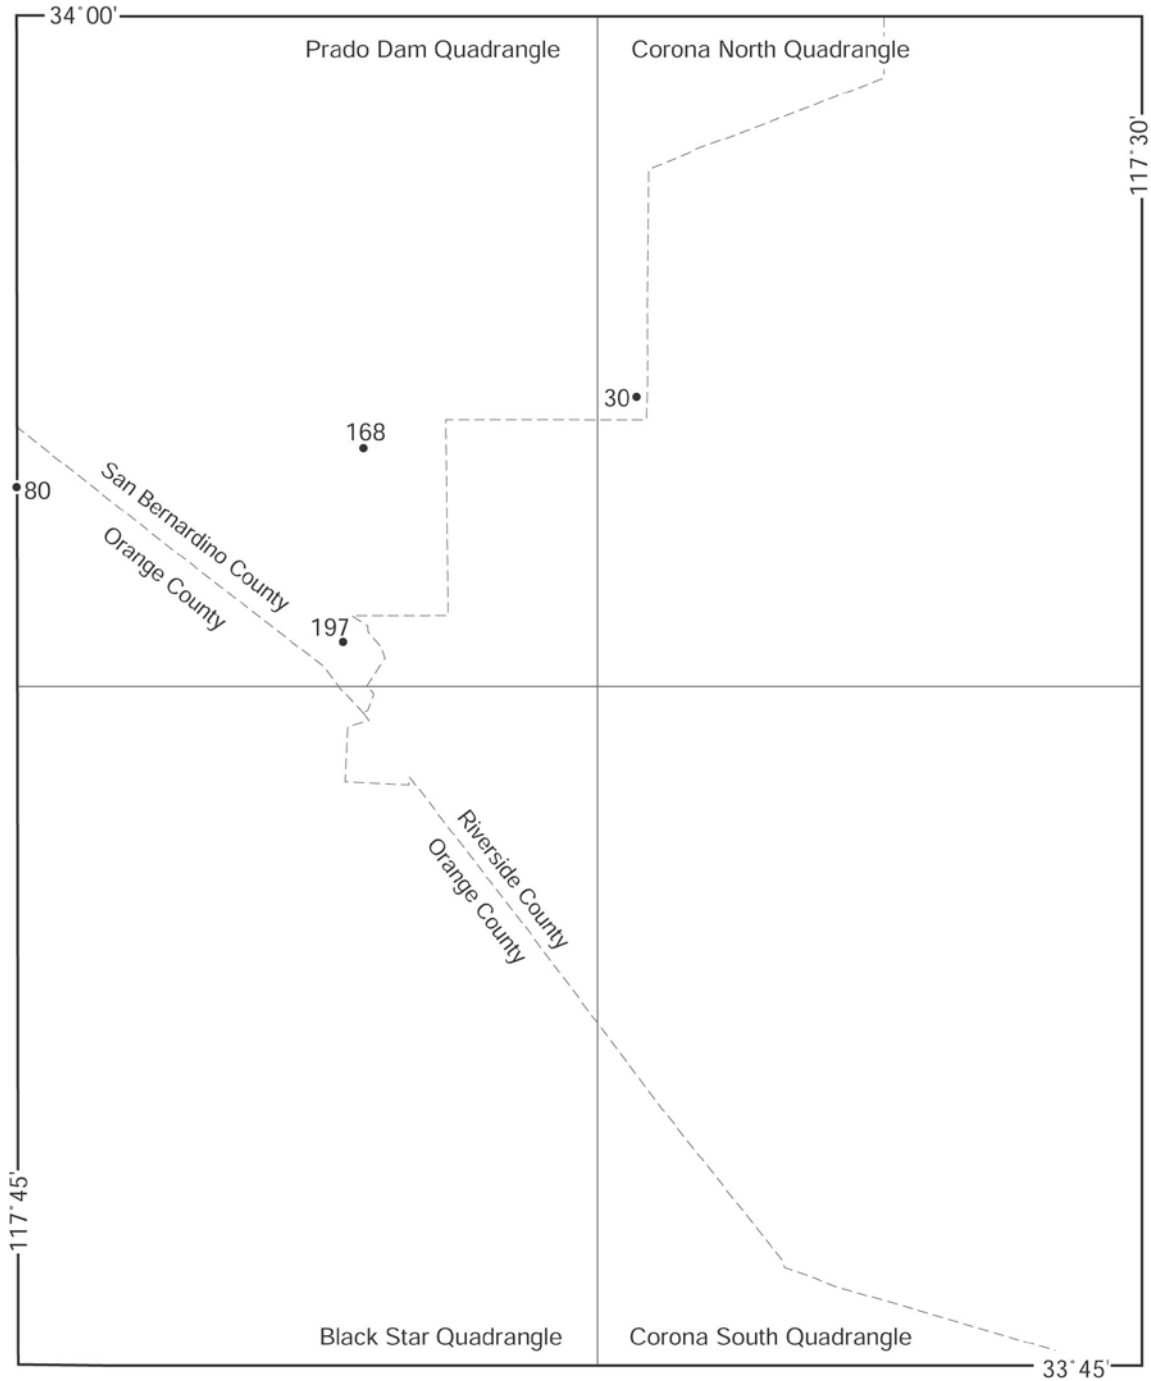 34°00'
Prado Dam Quadrangle
Corona North Quadrangle
117°30'
30
168
80
San Bernardino County
Orange County
197
Riverside County
Orange County
117°45'
Black Star Quadrangle
Corona South Quadrangle
33°45'